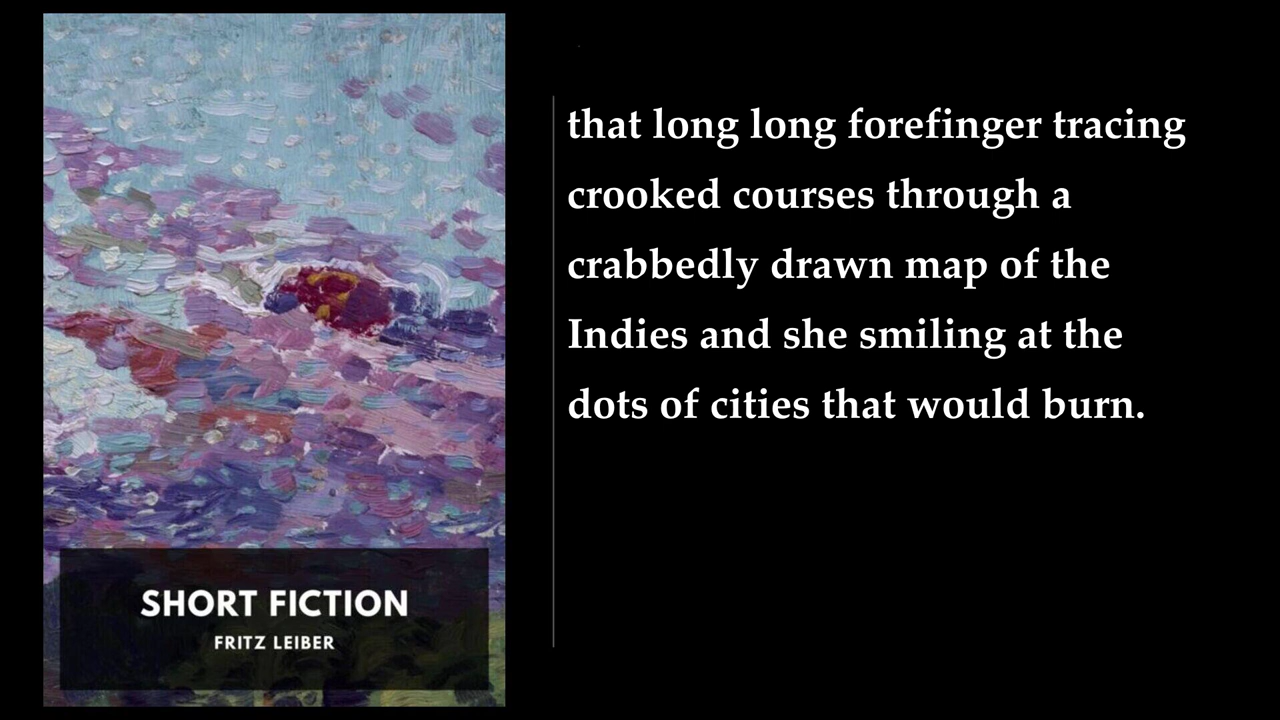 SHORT FICTION
FRITZ LEIBER
that long long forefinger tracing
crooked courses through a
crabbedly drawn map of the
Indies and she smiling at the
dots of cities that would burn.